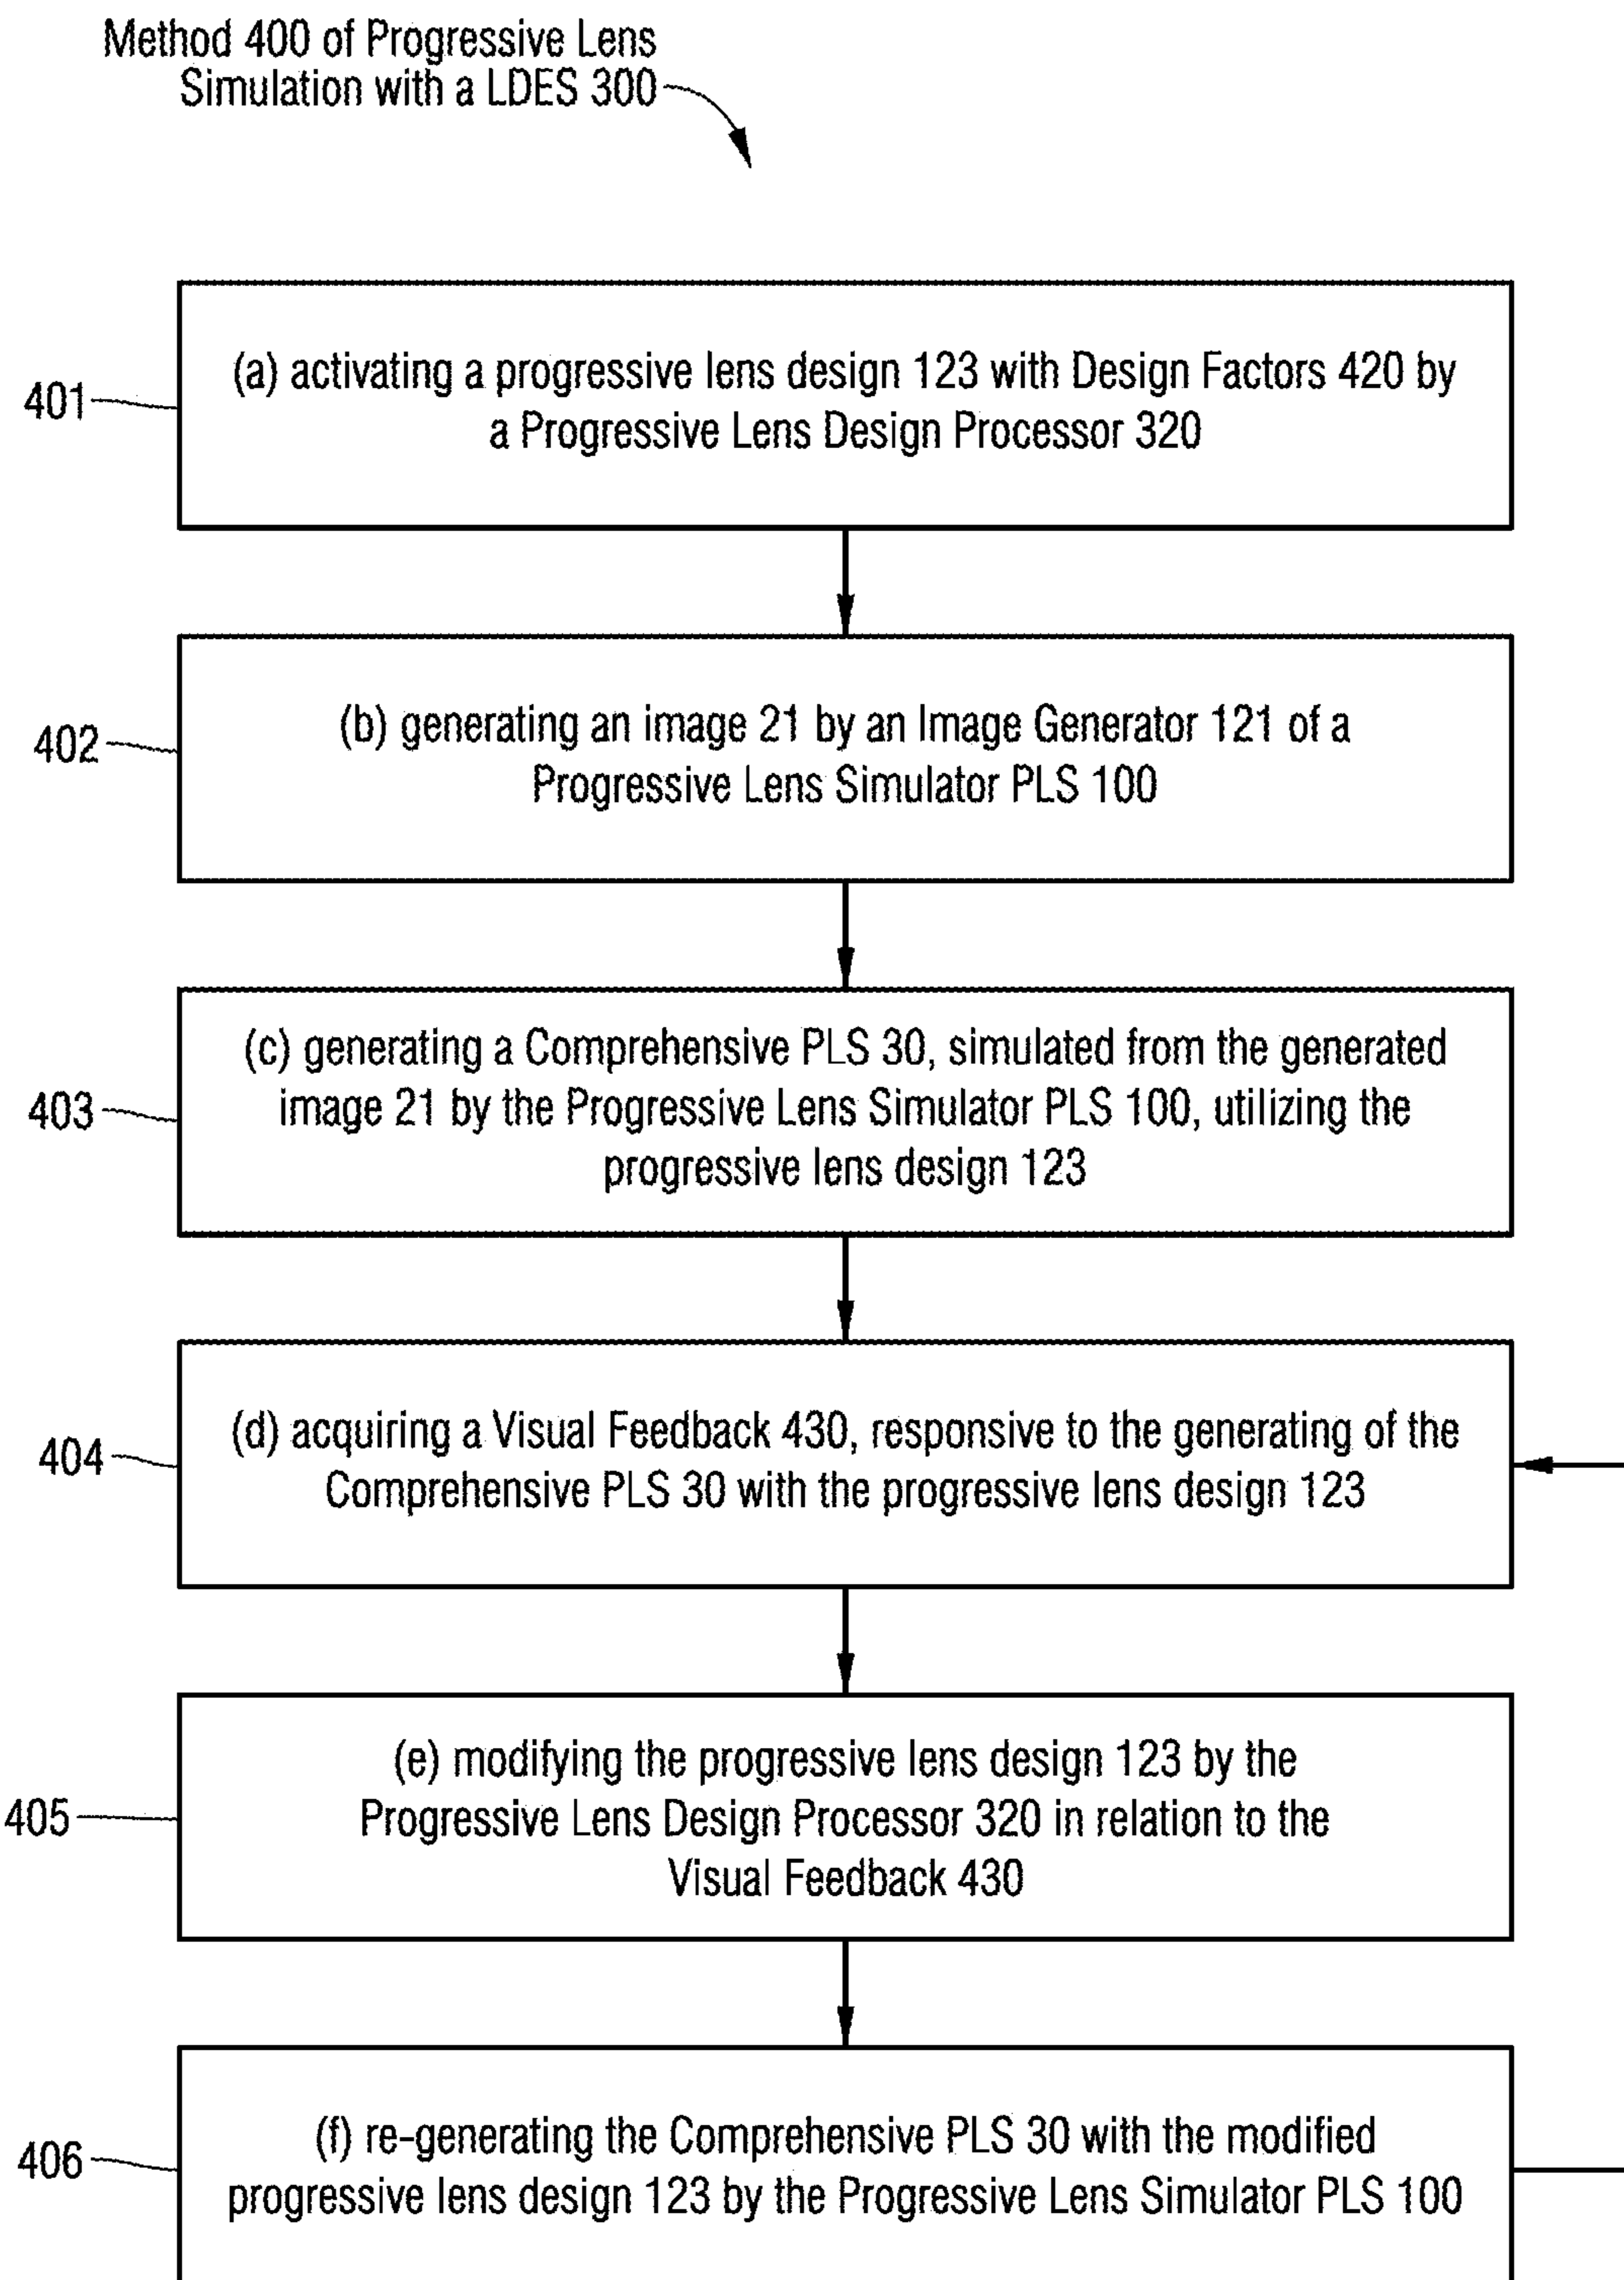 Method 400 of Progressive Lens
Simulation with a LDES 300
401
(a) activating a progressive lens design 123 with Design Factors 420 by
a Progressive Lens Design Processor 320
402
(b) generating an image 21 by an Image Generator 121 of a
Progressive Lens Simulator PLS 100
403
(c) generating a Comprehensive PLS 30, simulated from the generated
image 21 by the Progressive Lens Simulator PLS 100, utilizing the
progressive lens design 123
404
(d) acquiring a Visual Feedback 430, responsive to the generating of the
Comprehensive PLS 30 with the progressive lens design 123
405
(e) modifying the progressive lens design 123 by the
Progressive Lens Design Processor 320 in relation to the
Visual Feedback 430
406
(f) re-generating the Comprehensive PLS 30 with the modified
progressive lens design 123 by the Progressive Lens Simulator PLS 100